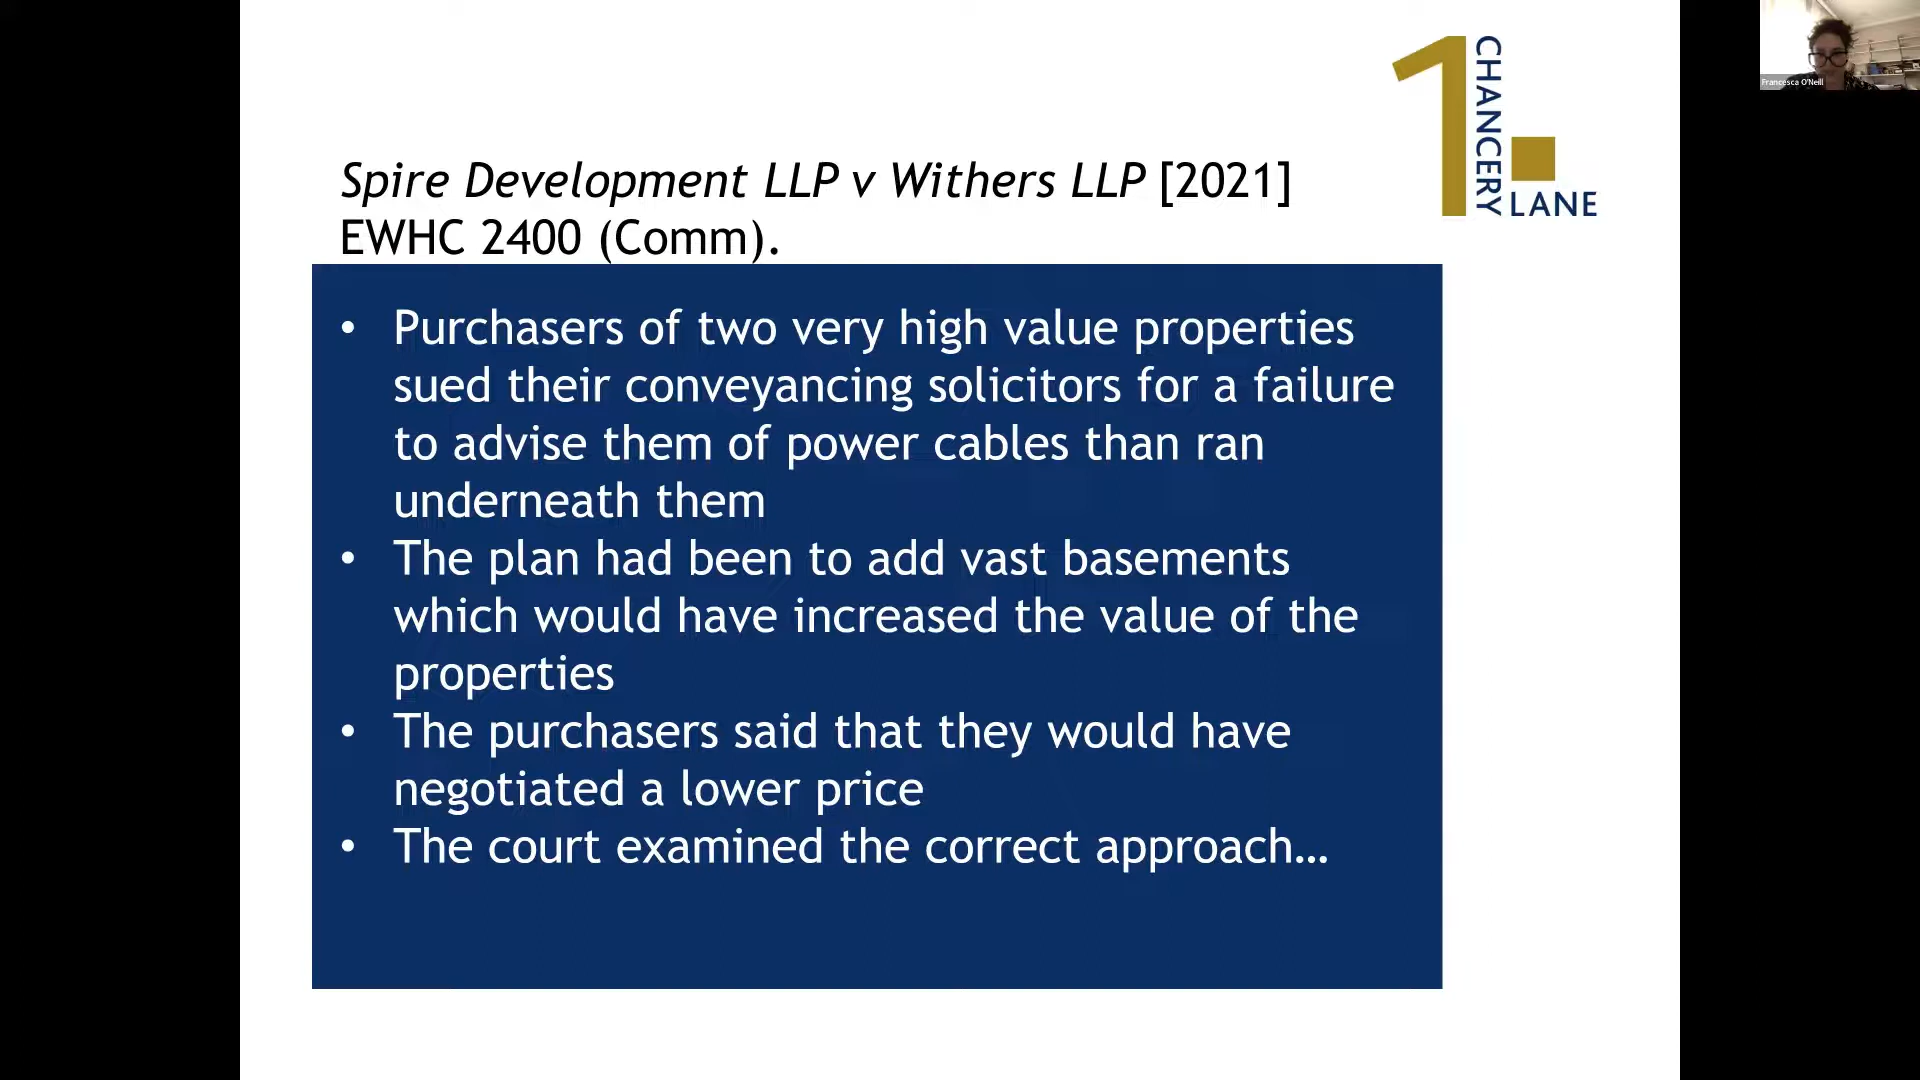 1 CHANCERY LANE
Francesca O'Neill
Spire Development LLP v Withers LLP [2021]
EWHC 2400 (Comm).
• Purchasers of two very high value properties
sued their conveyancing solicitors for a failure
to advise them of power cables than ran
underneath them
• The plan had been to add vast basements
which would have increased the value of the
properties
• The purchasers said that they would have
negotiated a lower price
• The court examined the correct approach…